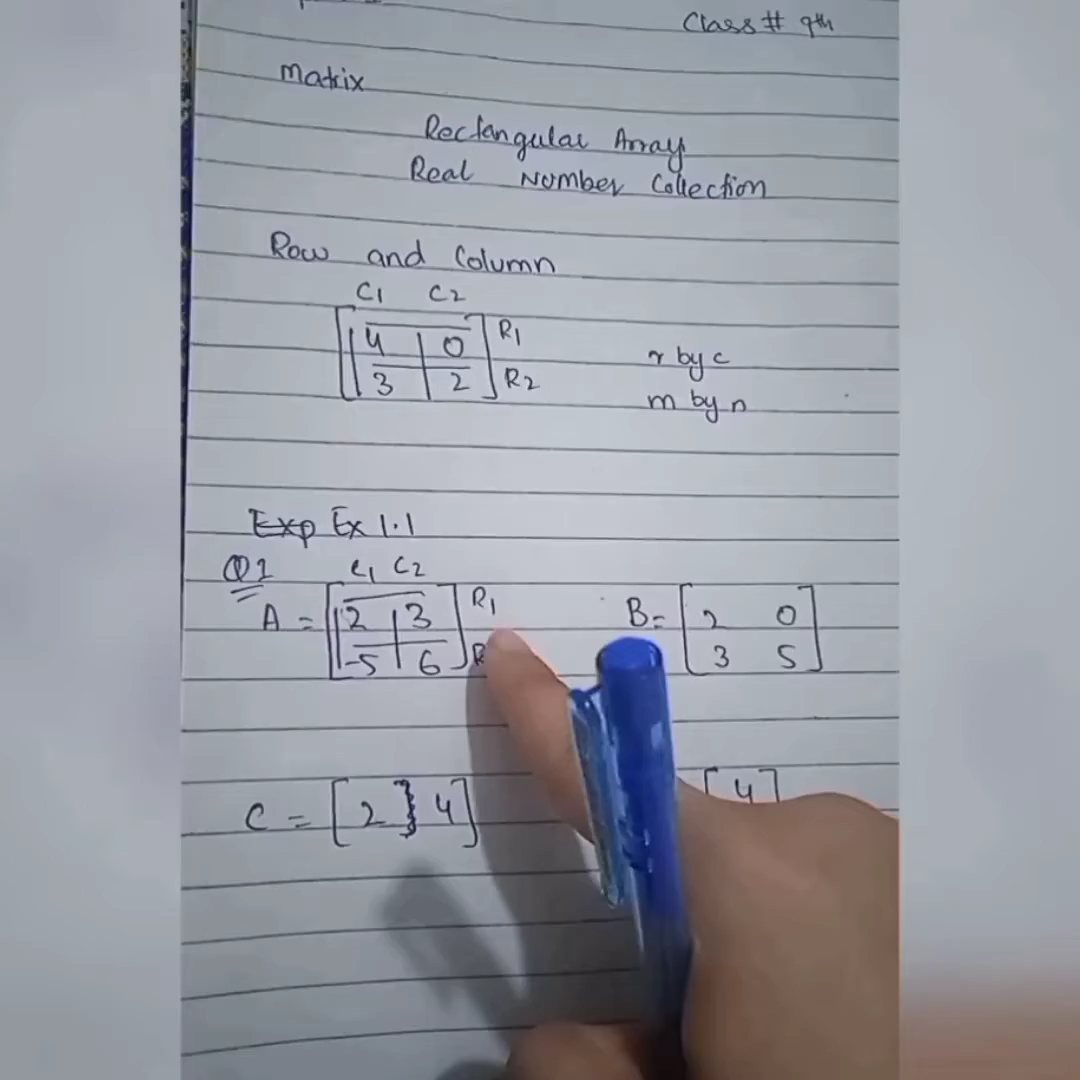 Class # 9th
Matrix
Rectangular Array
Real Number Collection
Row and Column
C1 C2
4 0 R1
3 2 R2
r by c
m by n
Exp Ex 1.1
Q1
C1 C2
A = [2 3] R1
-5 6 R
B = [2 0]
3 5
C = [2 4]
[4]